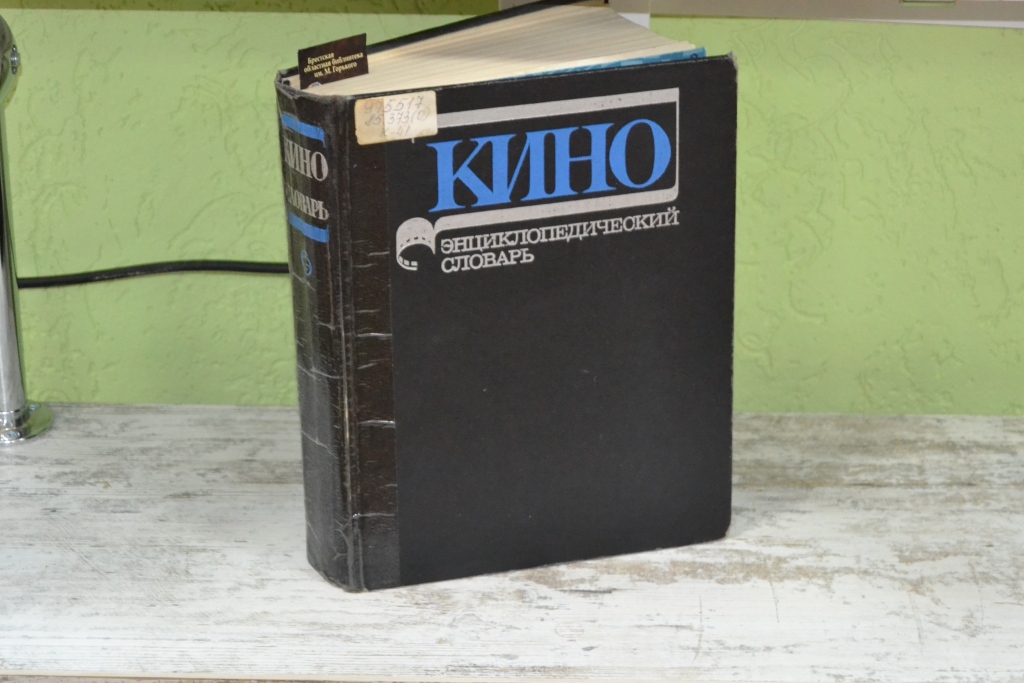 Брестская
областная библиотека
им. М. Горького
КИНО
ЭНЦИКЛОПЕДИЧЕСКИЙ
СЛОВАРЬ
КИНО
СЛОВАРЬ